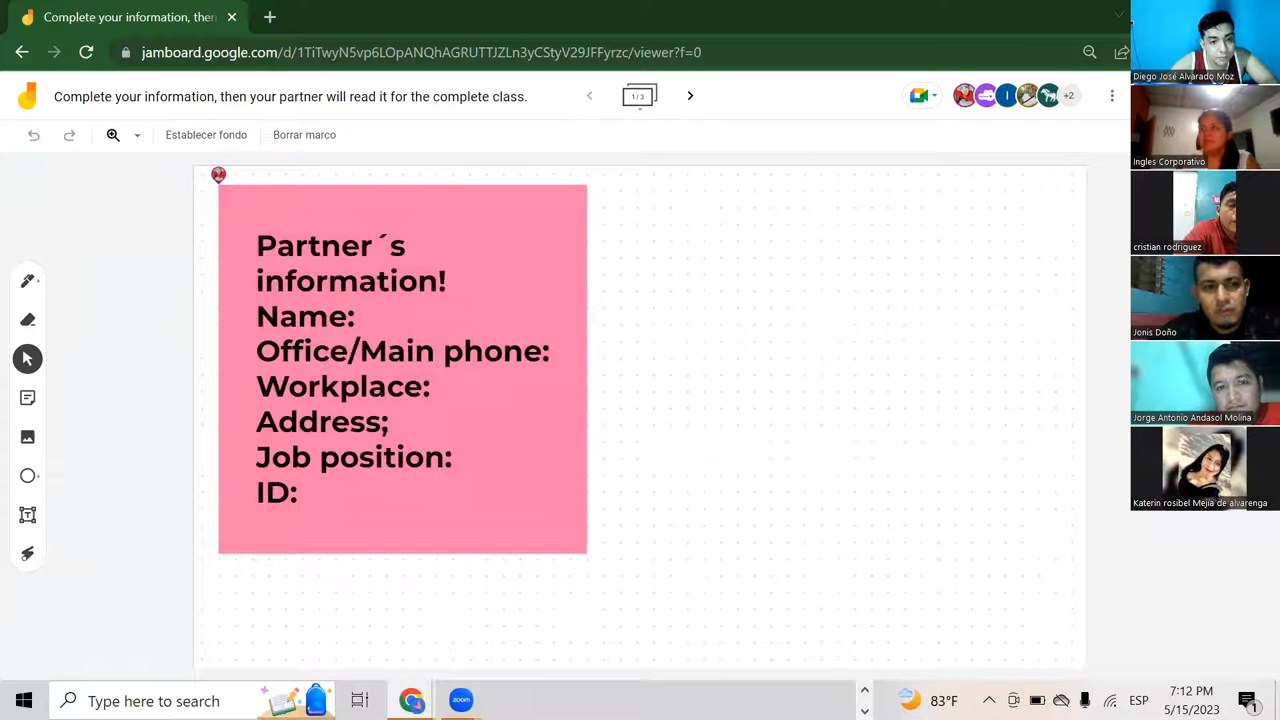 Complete your information, then
jamboard.google.com/d/1TiTwyN5vp6LOpANQhAGRUTTJZLn3yCStyV29JFFyrzc/viewer?f=0
Complete your information, then your partner will read it for the complete class.
1/3
I
+2
Establecer fondo
Borrar marco
Partner´s
information!
Name:
Office/Main phone:
Workplace:
Address;
Job position:
ID:
Diego José Alvarado Moz
Ingles Corporativo
cristian rodriguez
Jonis Doño
Jorge Antonio Andasol Molina
Katerin rosibel Mejia de alvarenga
Type here to search
zoom
83°F
ESP
7:12 PM
5/15/2023
1